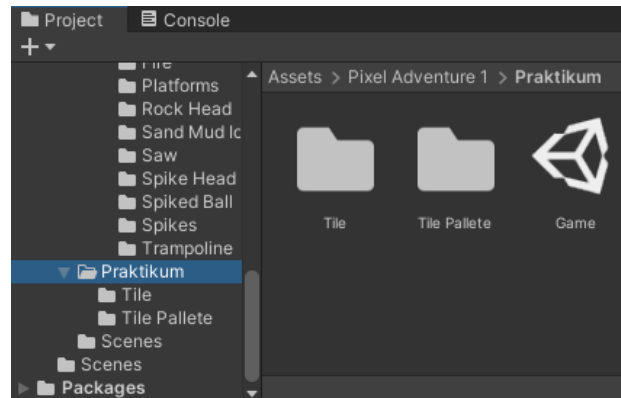 Project Console
Assets > Pixel Adventure 1 > Praktikum
Platforms
Rock Head
Sand Mud Ic
Saw
Spike Head
Spiked Ball
Spikes
Trampoline
Praktikum
Tile
Tile Pallete
Scenes
Scenes
Packages
Tile Tile Pallete Game